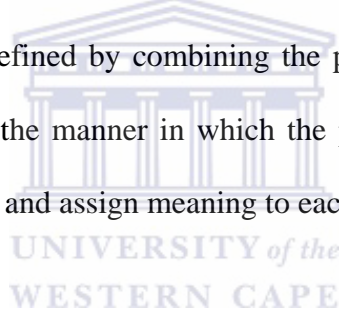 efined by combining the p
the manner in which the
and assign meaning to eac
UNIVERSITY of the
WESTERN CAPE